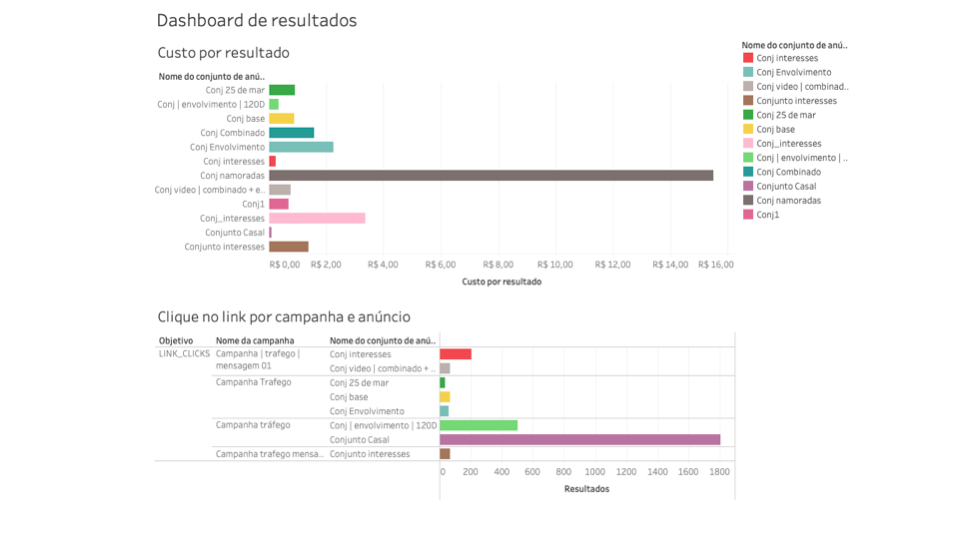 Dashboard de resultados
Custo por resultado
Nome do conjunto de anú..
Conj 25 de mar
Conj | envolvimento | 120D
Conj base
Conj Combinado
Conj Envolvimento
Conj interesses
Conj namoradas
Conj video | combinado + e..
Conj1
Conj_interesses
Conjunto Casal
Conjunto interesses
R$ 0,00 R$ 2,00 R$ 4,00 R$ 6,00 R$ 8,00 R$ 10,00 R$ 12,00 R$ 14,00 R$ 16,00
Custo por resultado
Nome do conjunto de anú..
Conj interesses
Conj Envolvimento
Conj video | combinad..
Conjunto interesses
Conj 25 de mar
Conj base
Conj_interesses
Conj | envolvimento | ..
Conj Combinado
Conjunto Casal
Conj namoradas
Conj1
Clique no link por campanha e anúncio
Objetivo Nome da campanha Nome do conjunto de anú..
LINK_CLICKS Campanha | trafego | Conj interesses
mensagem 01 Conj video | combinado + ..
Campanha Trafego Conj 25 de mar
Conj base
Conj Envolvimento
Campanha tráfego Conj | envolvimento | 120D
Conjunto Casal
Campanha trafego mensa.. Conjunto interesses
0 200 400 600 800 1000 1200 1400 1600 1800
Resultados